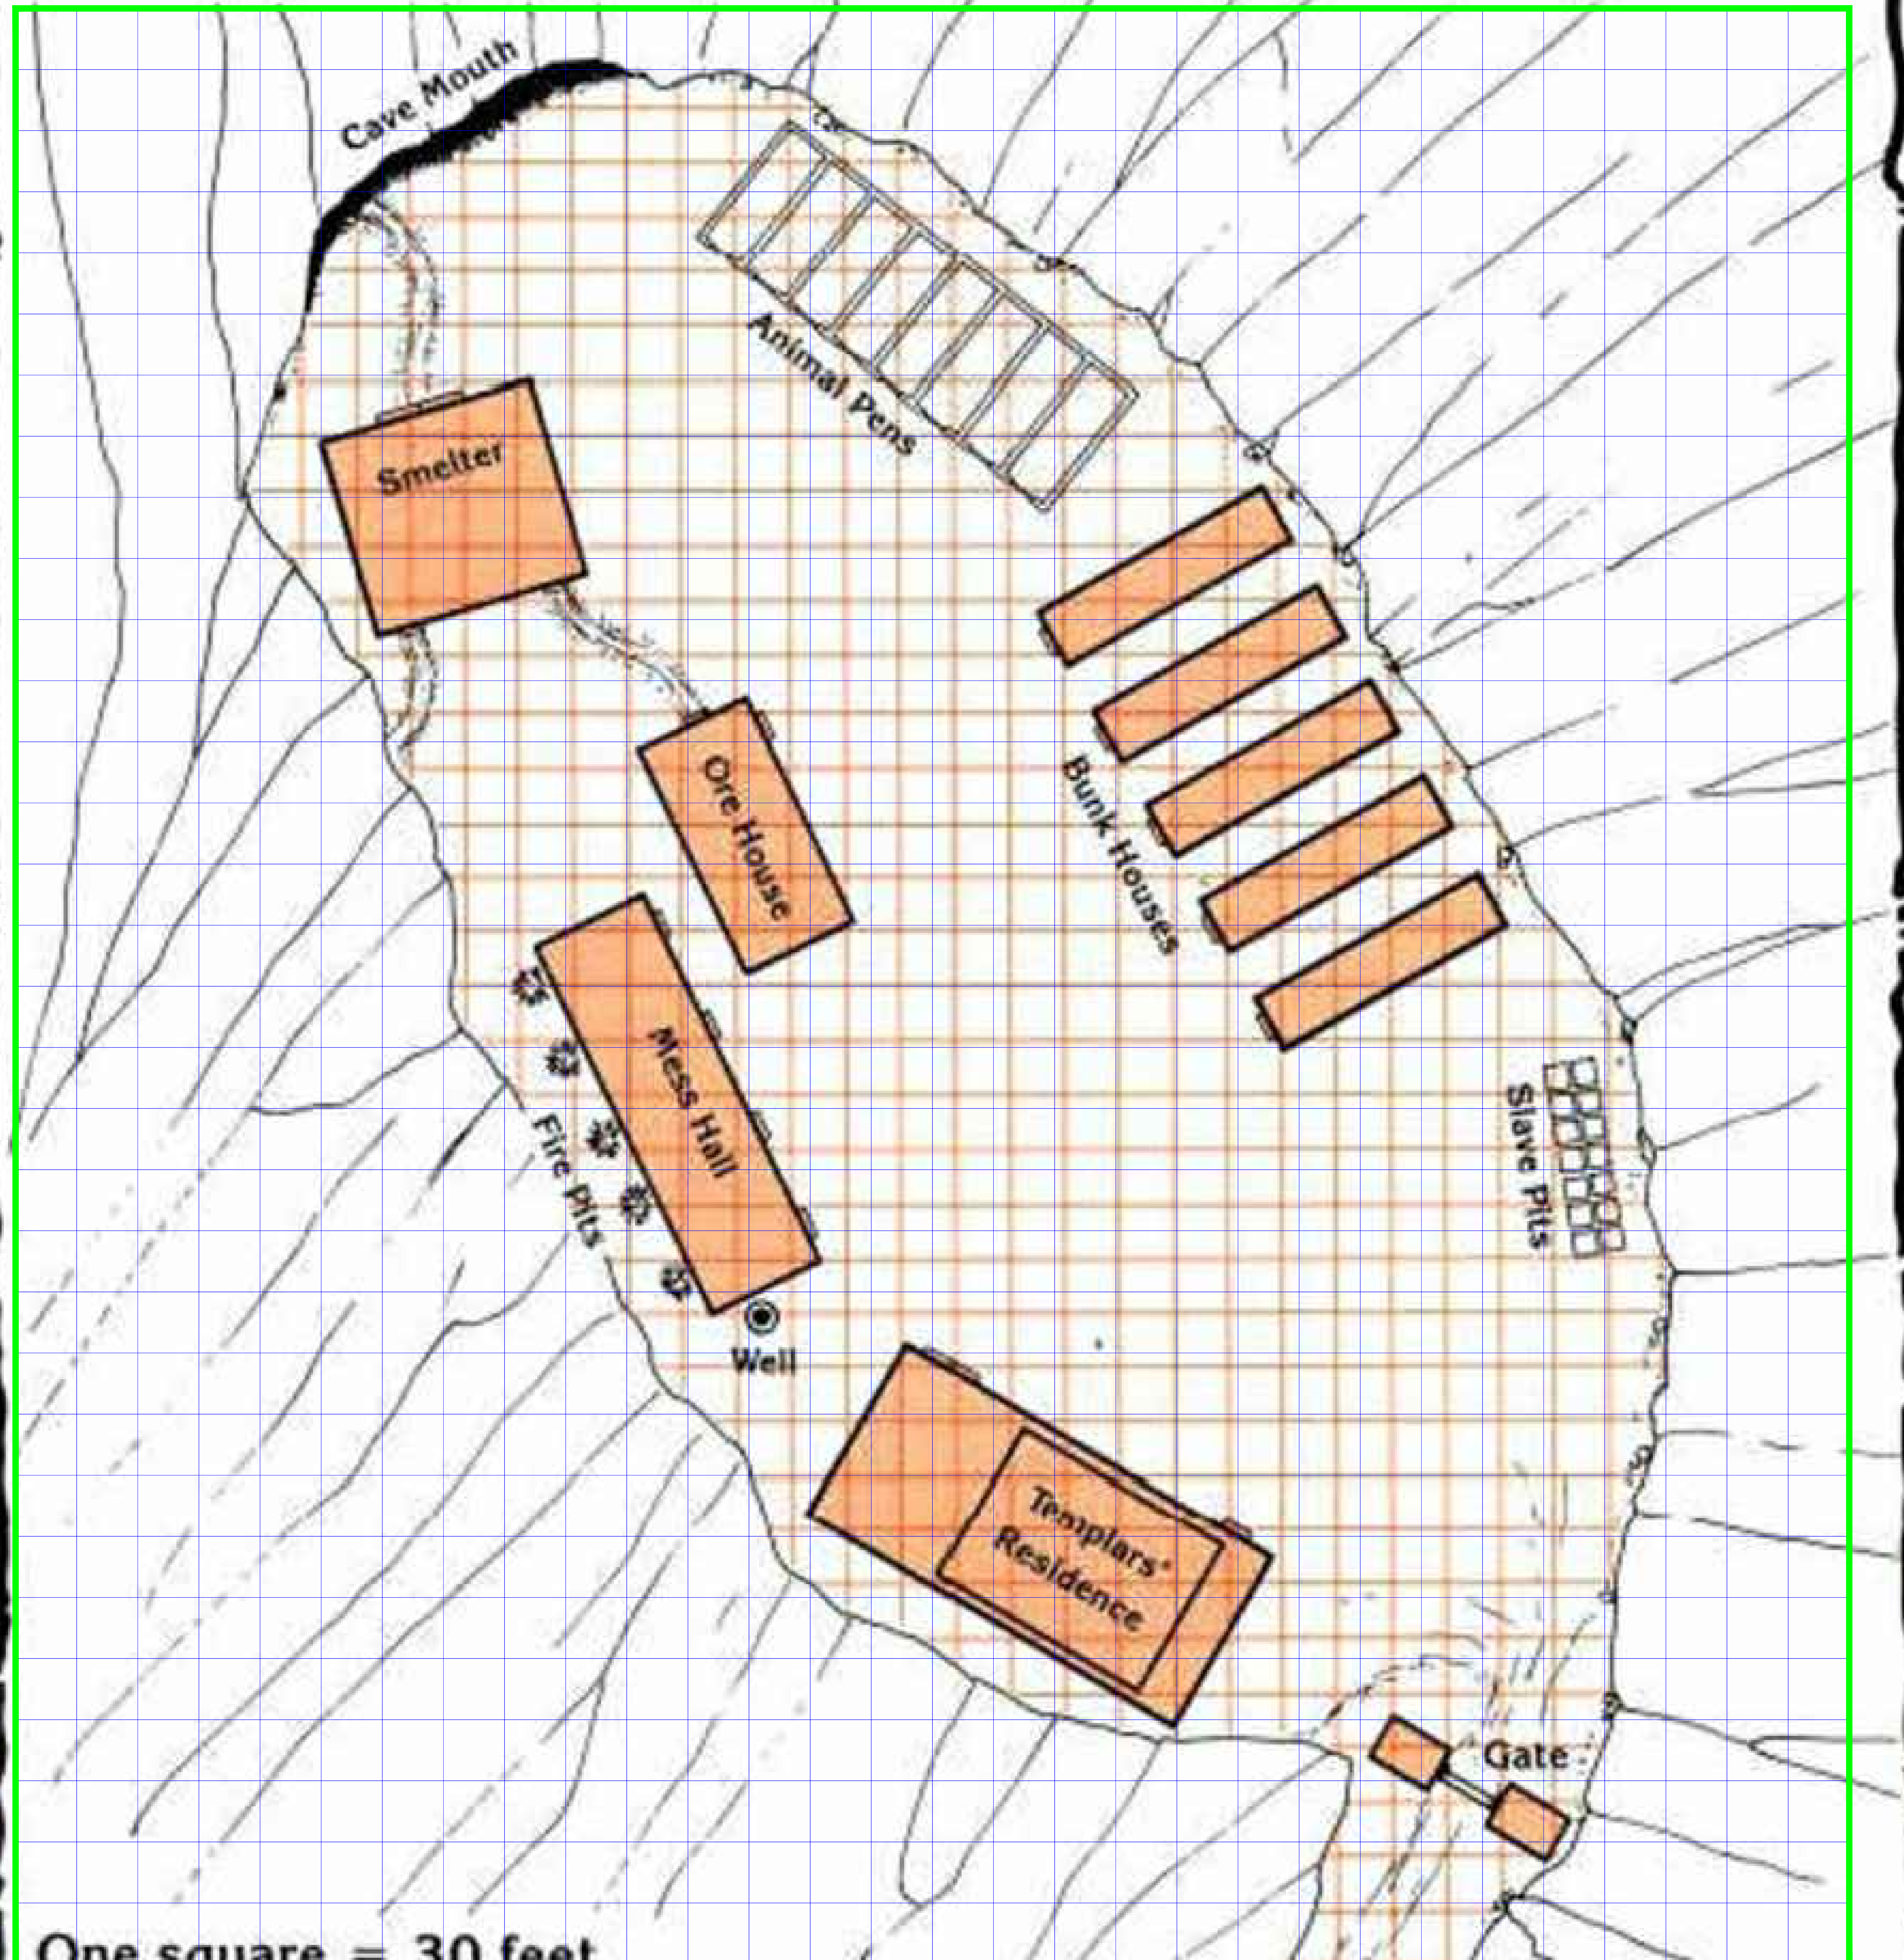 Cave Mouth
Animal Pens
Smelter
Ore House
Bunk Houses
Mess Hall
Fire Pits
Slave Pits
Well
Templars'
Residence
Gate
One square = 30 feet